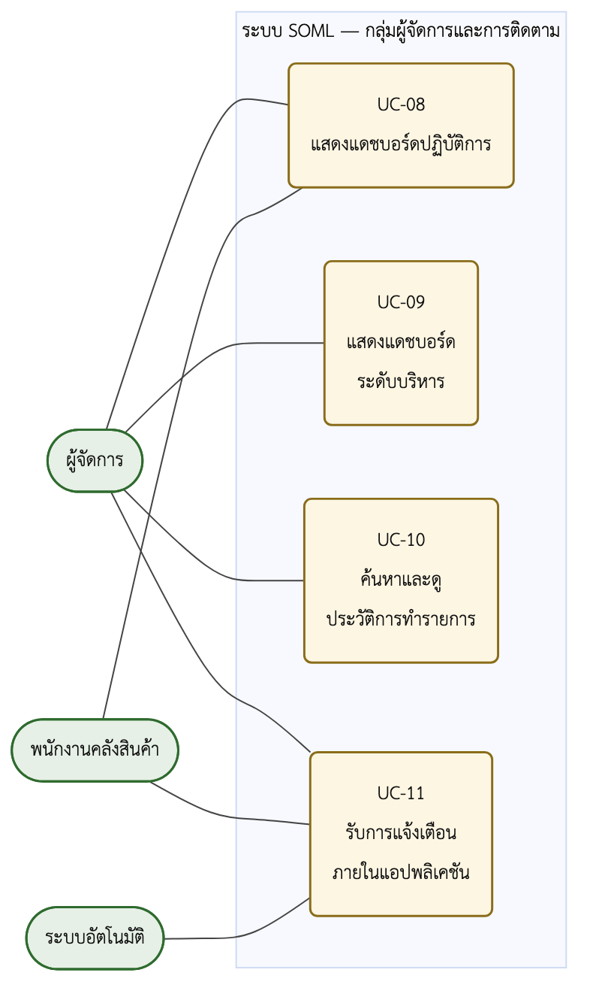 ระบบ SOML — กลุ่มผู้จัดการและการติดตาม
UC-08
แสดงแดชบอร์ดปฏิบัติการ
UC-09
แสดงแดชบอร์ด
ระดับบริหาร
ผู้จัดการ
UC-10
ค้นหาและดู
ประวัติการทำรายการ
พนักงานคลังสินค้า
UC-11
รับการแจ้งเตือน
ภายในแอปพลิเคชัน
ระบบอัตโนมัติ